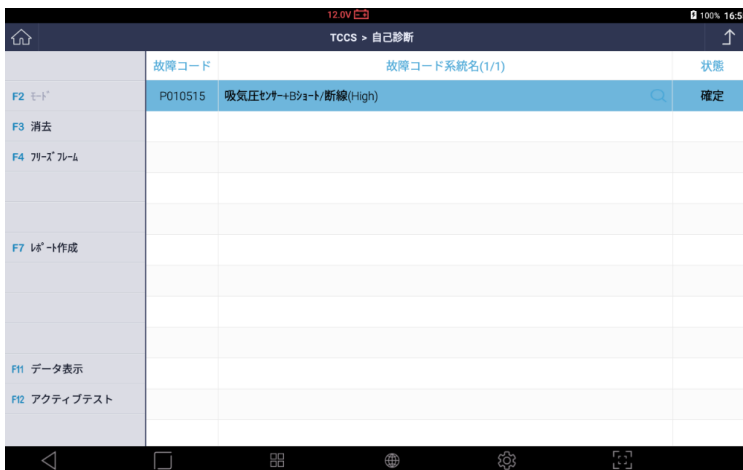 12.0V
100% 16:5
TCCS > 自己診断
故障コード 故障コード系統名(1/1) 状態
F2 ﾓｰﾄﾞ P010515 吸気圧ｾﾝｻｰ+Bｼｮｰﾄ/断線(High) 確定
F3 消去
F4 ﾌﾘｰｽﾞﾌﾚｰﾑ
F7 ﾚﾎﾟｰﾄ作成
F11 データ表示
F12 アクティブテスト